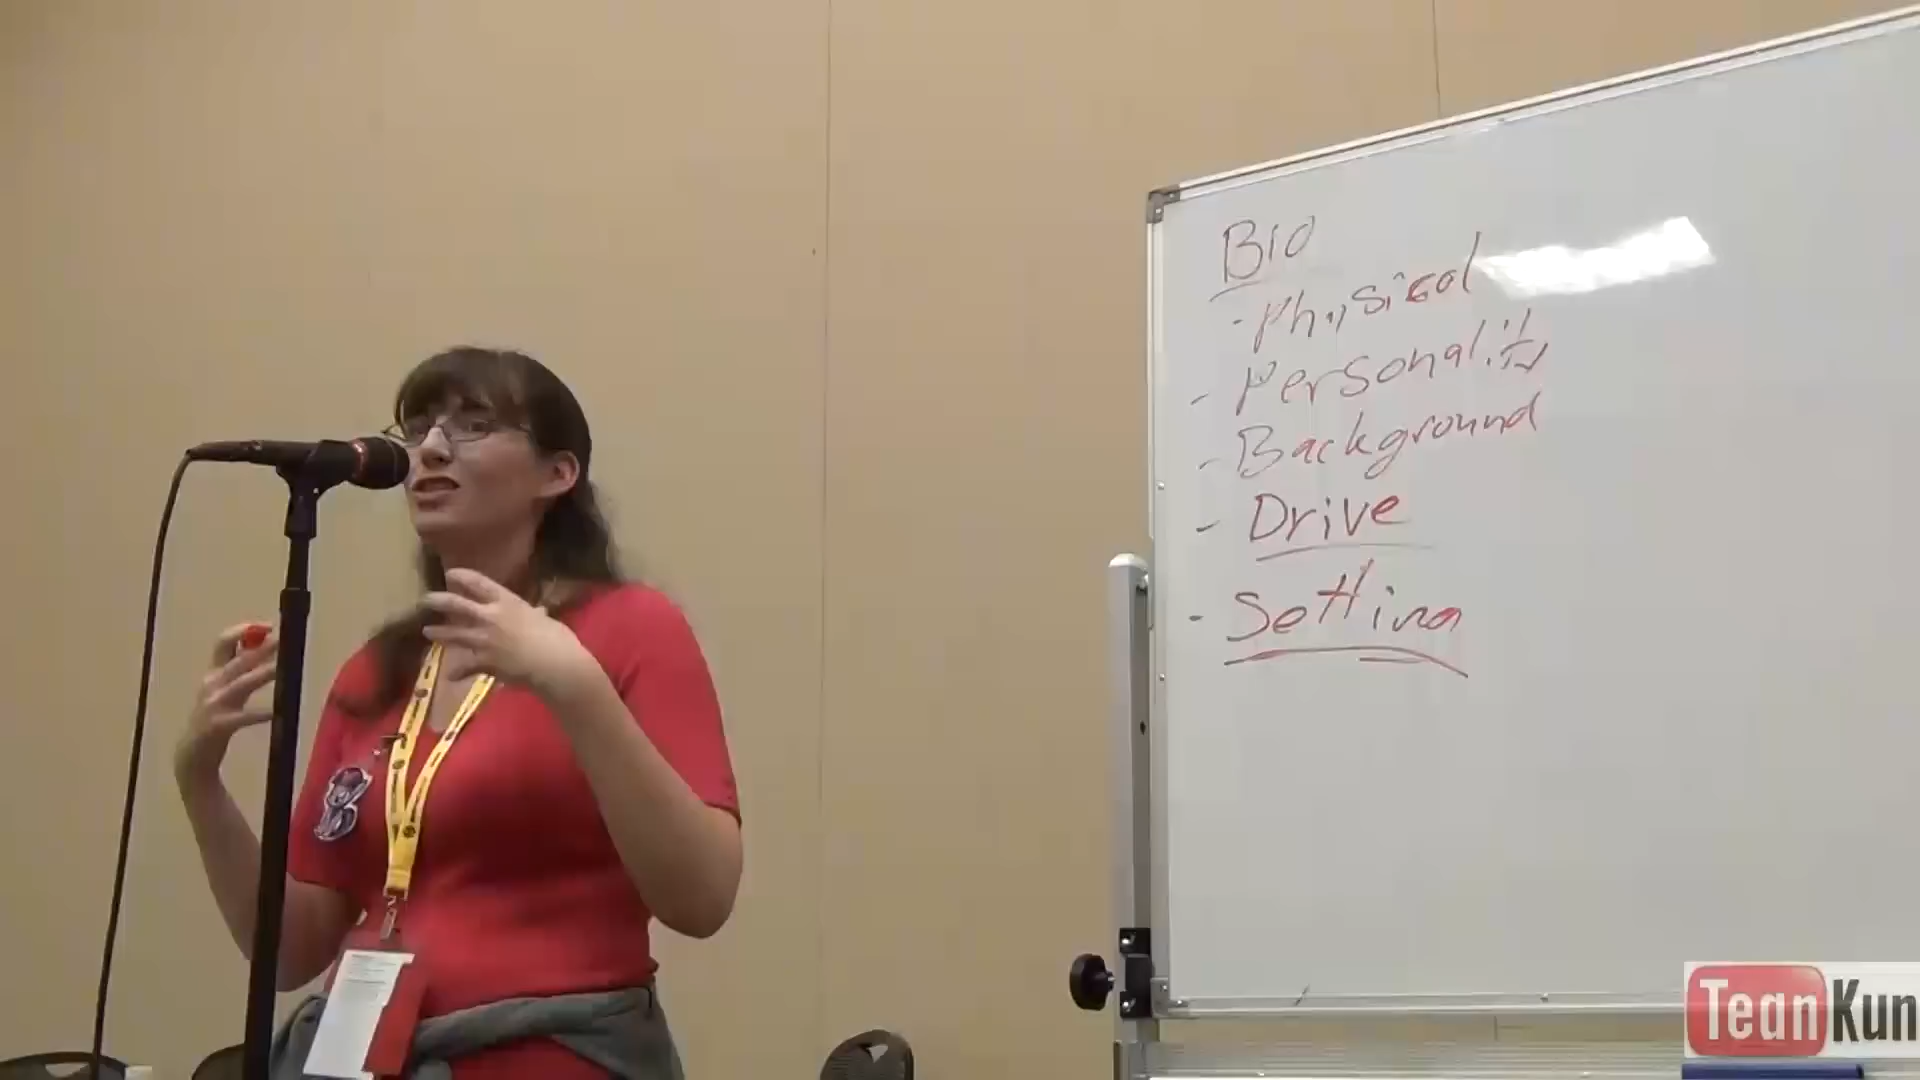 Bio
- Physical
- Personality
- Background
- Drive
- Setting
TeanKun